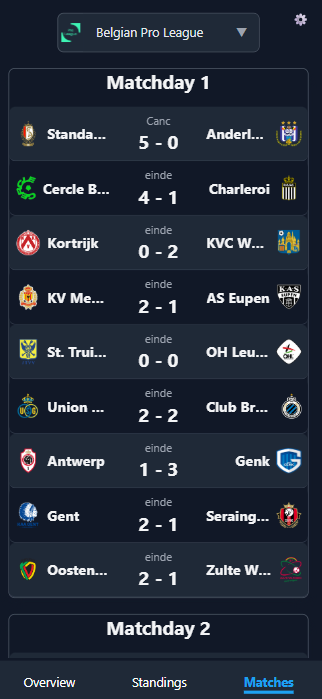 Belgian Pro League
Matchday 1
Canc
Standa... 5 - 0 Anderl...
einde
Cercle B... 4 - 1 Charleroi
einde
Kortrijk 0 - 2 KVC W...
einde
KV Me... 2 - 1 AS Eupen
einde
St. Trui... 0 - 0 OH Leu...
einde
Union ... 2 - 2 Club Br...
einde
Antwerp 1 - 3 Genk
einde
Gent 2 - 1 Seraing...
einde
Oosten... 2 - 1 Zulte W...
Matchday 2
Overview Standings Matches